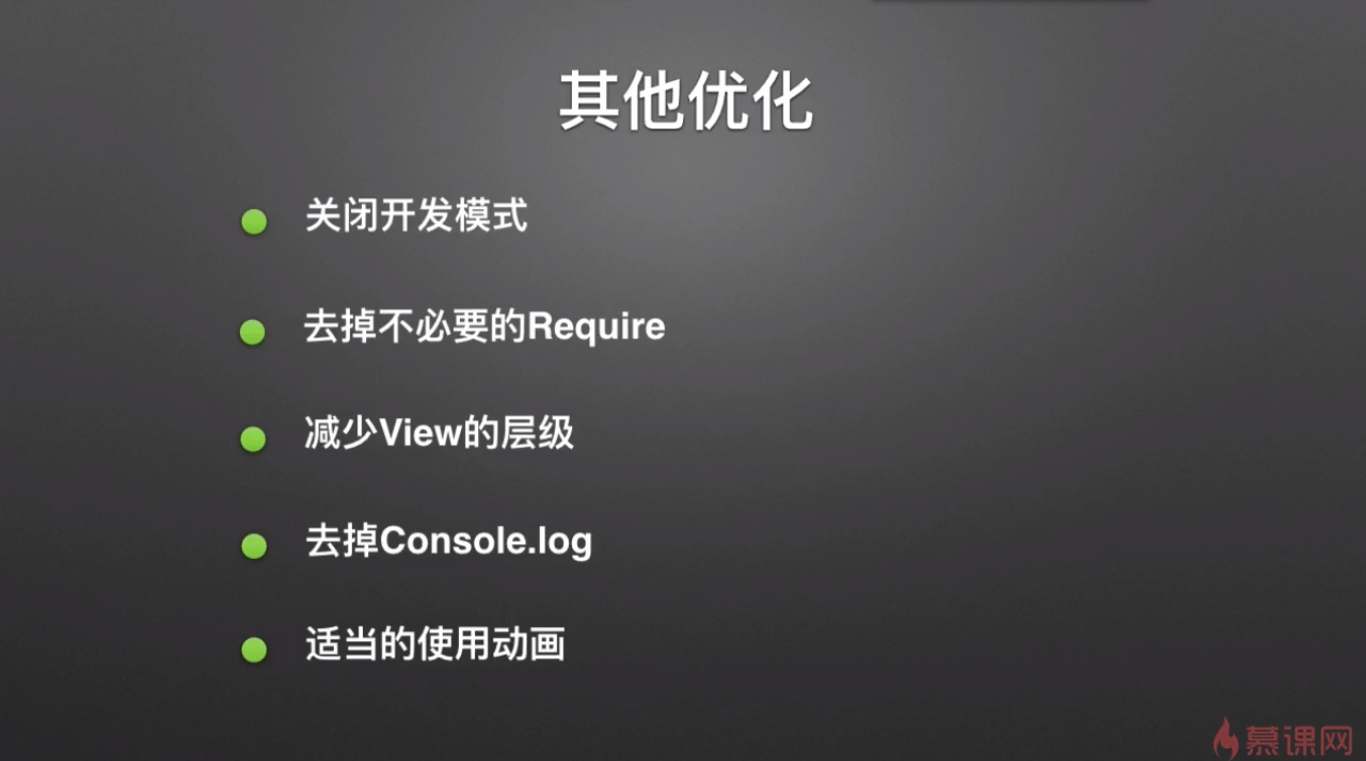 其他优化
关闭开发模式
去掉不必要的Require
减少View的层级
去掉Console.log
适当的使用动画
慕课网